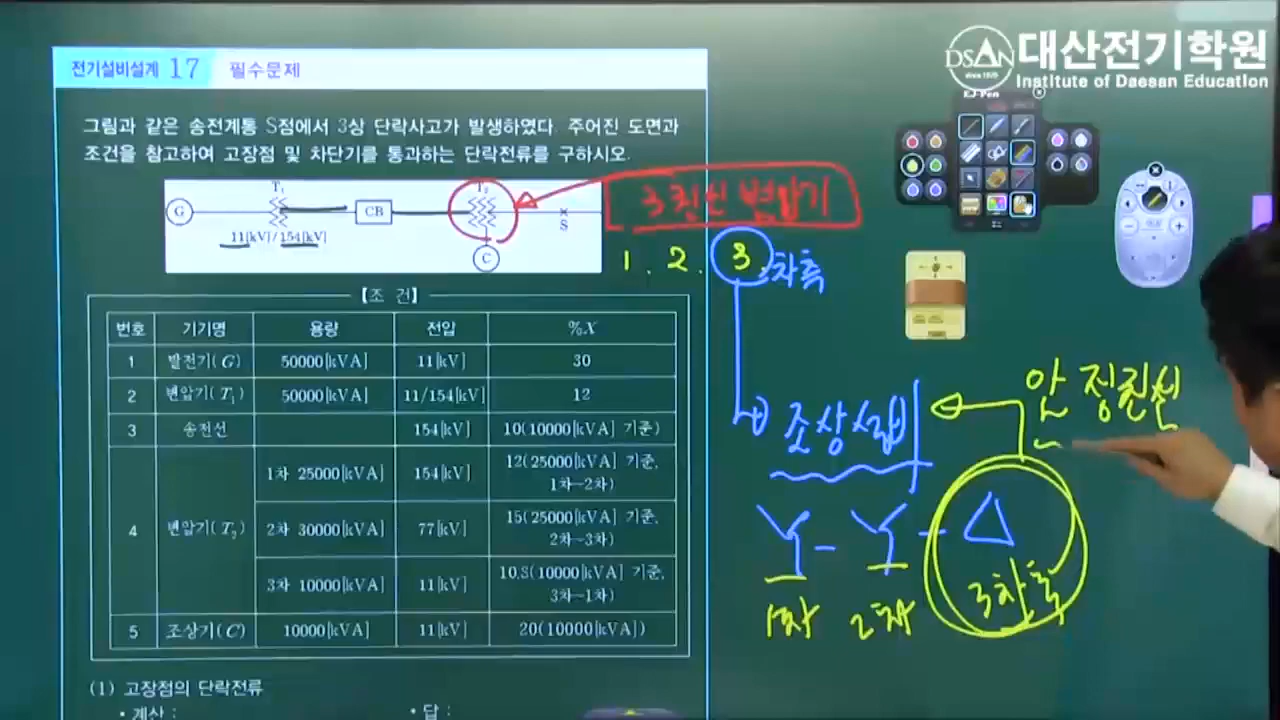 DSAN
since 1979
대산전기학원
Institute of Daesan Education
EJ-Pen
전기설비설계 17 필수문제
그림과 같은 송전계통 S점에서 3상 단락사고가 발생하였다. 주어진 도면과
조건을 참고하여 고장점 및 차단기를 통과하는 단락전류를 구하시오.
G T₁ CB T₂ S
11[kV]/154[kV]
C
3권선 변압기
1. 2. 3.차측
【조 건】
번호 기기명 용량 전압 %X
1 발전기(G) 50000[kVA] 11[kV] 30
2 변압기(T₁) 50000[kVA] 11/154[kV] 12
3 송전선 154[kV] 10(10000[kVA] 기준)
4 변압기(T₂) 1차 25000[kVA] 154[kV] 12(25000[kVA] 기준,
1차-2차)
2차 30000[kVA] 77[kV] 15(25000[kVA] 기준,
2차-3차)
3차 10000[kVA] 11[kV] 10.8(10000[kVA] 기준,
3차-1차)
5 조상기(C) 10000[kVA] 11[kV] 20(10000[kVA])
안정권선
조상설비
Y - Y - △
1차 2차 3차측
(1) 고장점의 단락전류
• 계산 : • 답 :